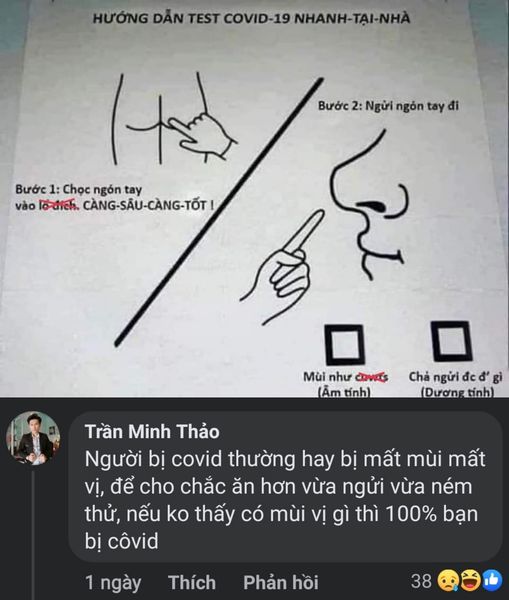 HƯỚNG DẪN TEST COVID-19 NHANH-TẠI-NHÀ
Bước 1: Chọc ngón tay
vào lỗ đích. CÀNG-SÂU-CÀNG-TỐT !
Bước 2: Ngửi ngón tay đi
Mùi như
(Âm tính)
Chả ngửi đc d' gì
(Dương tính)
Trần Minh Thảo
Người bị covid thường hay bị mất mùi mất
vị, để cho chắc ăn hơn vừa ngửi vừa ném
thử, nếu ko thấy có mùi vị gì thì 100% bạn
bị côvid
1 ngày Thích Phản hồi 38